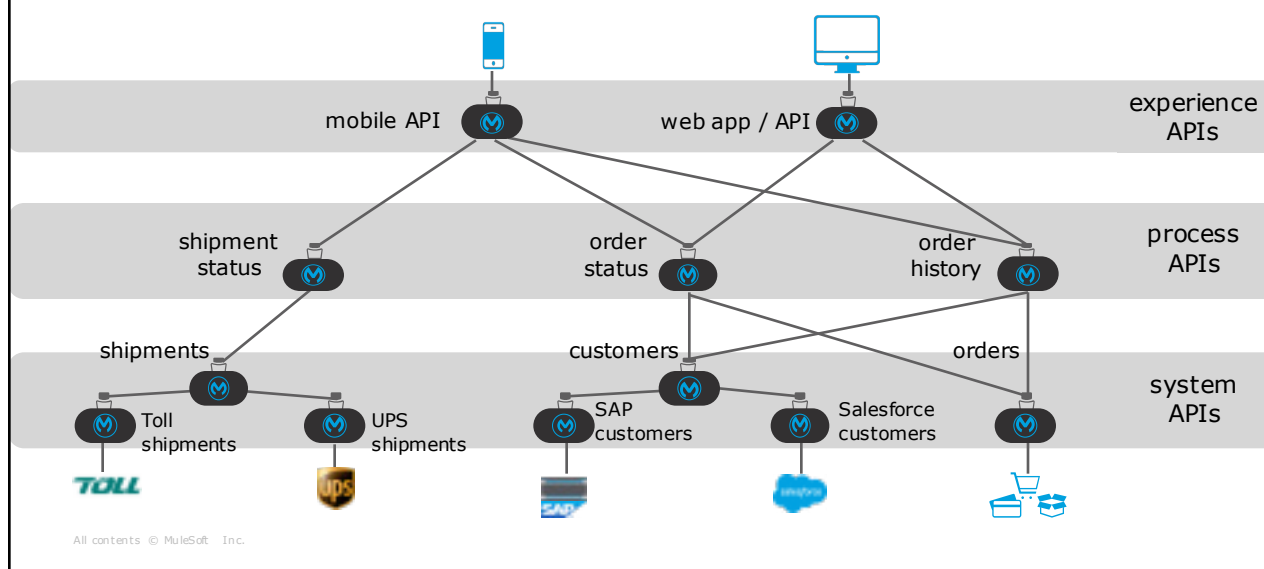 mobile API
web app / API
experience
APIs
shipment
status
order
status
order
history
process
APIs
shipments
customers
orders
system
APIs
Toll
shipments
UPS
shipments
SAP
customers
Salesforce
customers
TOLL
ups
SAP
salesforce
All contents © MuleSoft Inc.